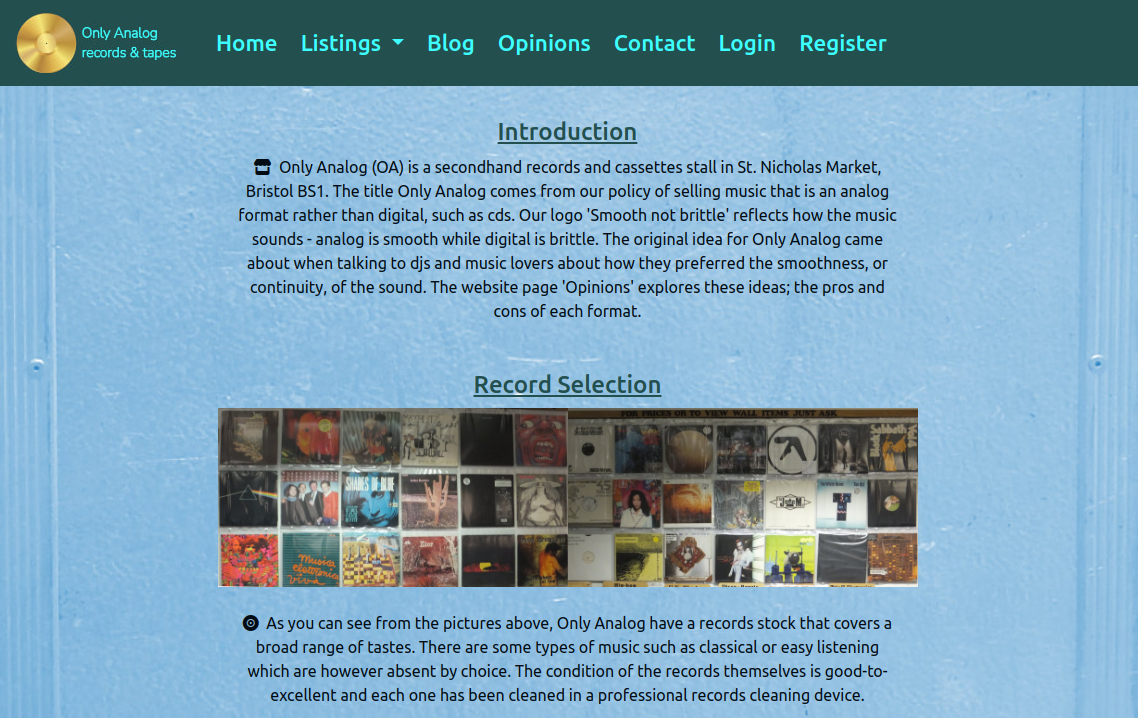 Only Analog
records & tapes
Home Listings Blog Opinions Contact Login Register
Introduction
Only Analog (OA) is a secondhand records and cassettes stall in St. Nicholas Market,
Bristol BS1. The title Only Analog comes from our policy of selling music that is an analog
format rather than digital, such as cds. Our logo 'Smooth not brittle' reflects how the music
sounds - analog is smooth while digital is brittle. The original idea for Only Analog came
about when talking to djs and music lovers about how they preferred the smoothness, or
continuity, of the sound. The website page 'Opinions' explores these ideas; the pros and
cons of each format.
Record Selection
FOR PRICES OR TO VIEW WALL ITEMS JUST ASK
SHADES OF BLUE
Musica
Elettronica
Viva
As you can see from the pictures above, Only Analog have a records stock that covers a
broad range of tastes. There are some types of music such as classical or easy listening
which are however absent by choice. The condition of the records themselves is good-to-
excellent and each one has been cleaned in a professional records cleaning device.